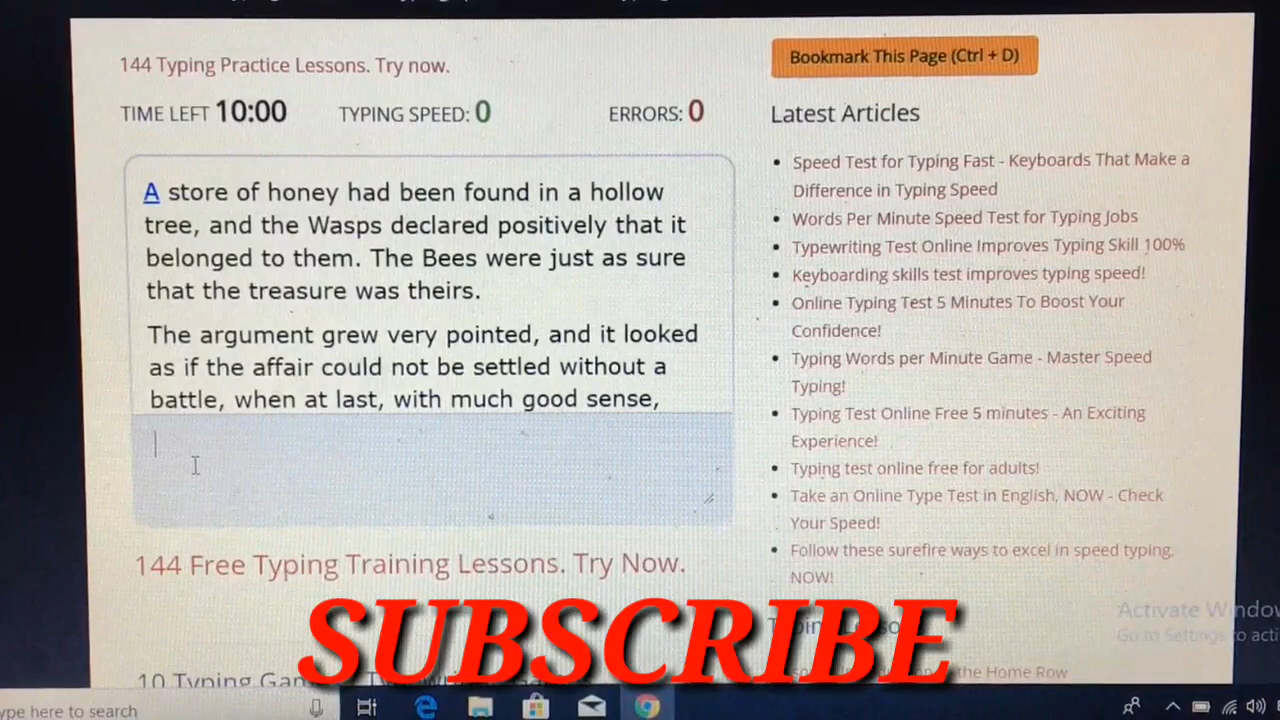 Bookmark This Page (Ctrl + D)
144 Typing Practice Lessons. Try now.
TIME LEFT 10:00 TYPING SPEED: 0 ERRORS: 0
A store of honey had been found in a hollow
tree, and the Wasps declared positively that it
belonged to them. The Bees were just as sure
that the treasure was theirs.
The argument grew very pointed, and it looked
as if the affair could not be settled without a
battle, when at last, with much good sense,
144 Free Typing Training Lessons. Try Now.
Latest Articles
Speed Test for Typing Fast - Keyboards That Make a
Difference in Typing Speed
Words Per Minute Speed Test for Typing Jobs
Typewriting Test Online Improves Typing Skill 100%
Keyboarding skills test improves typing speed!
Online Typing Test 5 Minutes To Boost Your
Confidence!
Typing Words per Minute Game - Master Speed
Typing!
Typing Test Online Free 5 minutes - An Exciting
Experience!
Typing test online free for adults!
Take an Online Type Test in English, NOW - Check
Your Speed!
Follow these surefire ways to excel in speed typing,
NOW!
Activate Windo
Go to Settings to acti
SUBSCRIBE
10 Typing
the Home Row
ype here to search